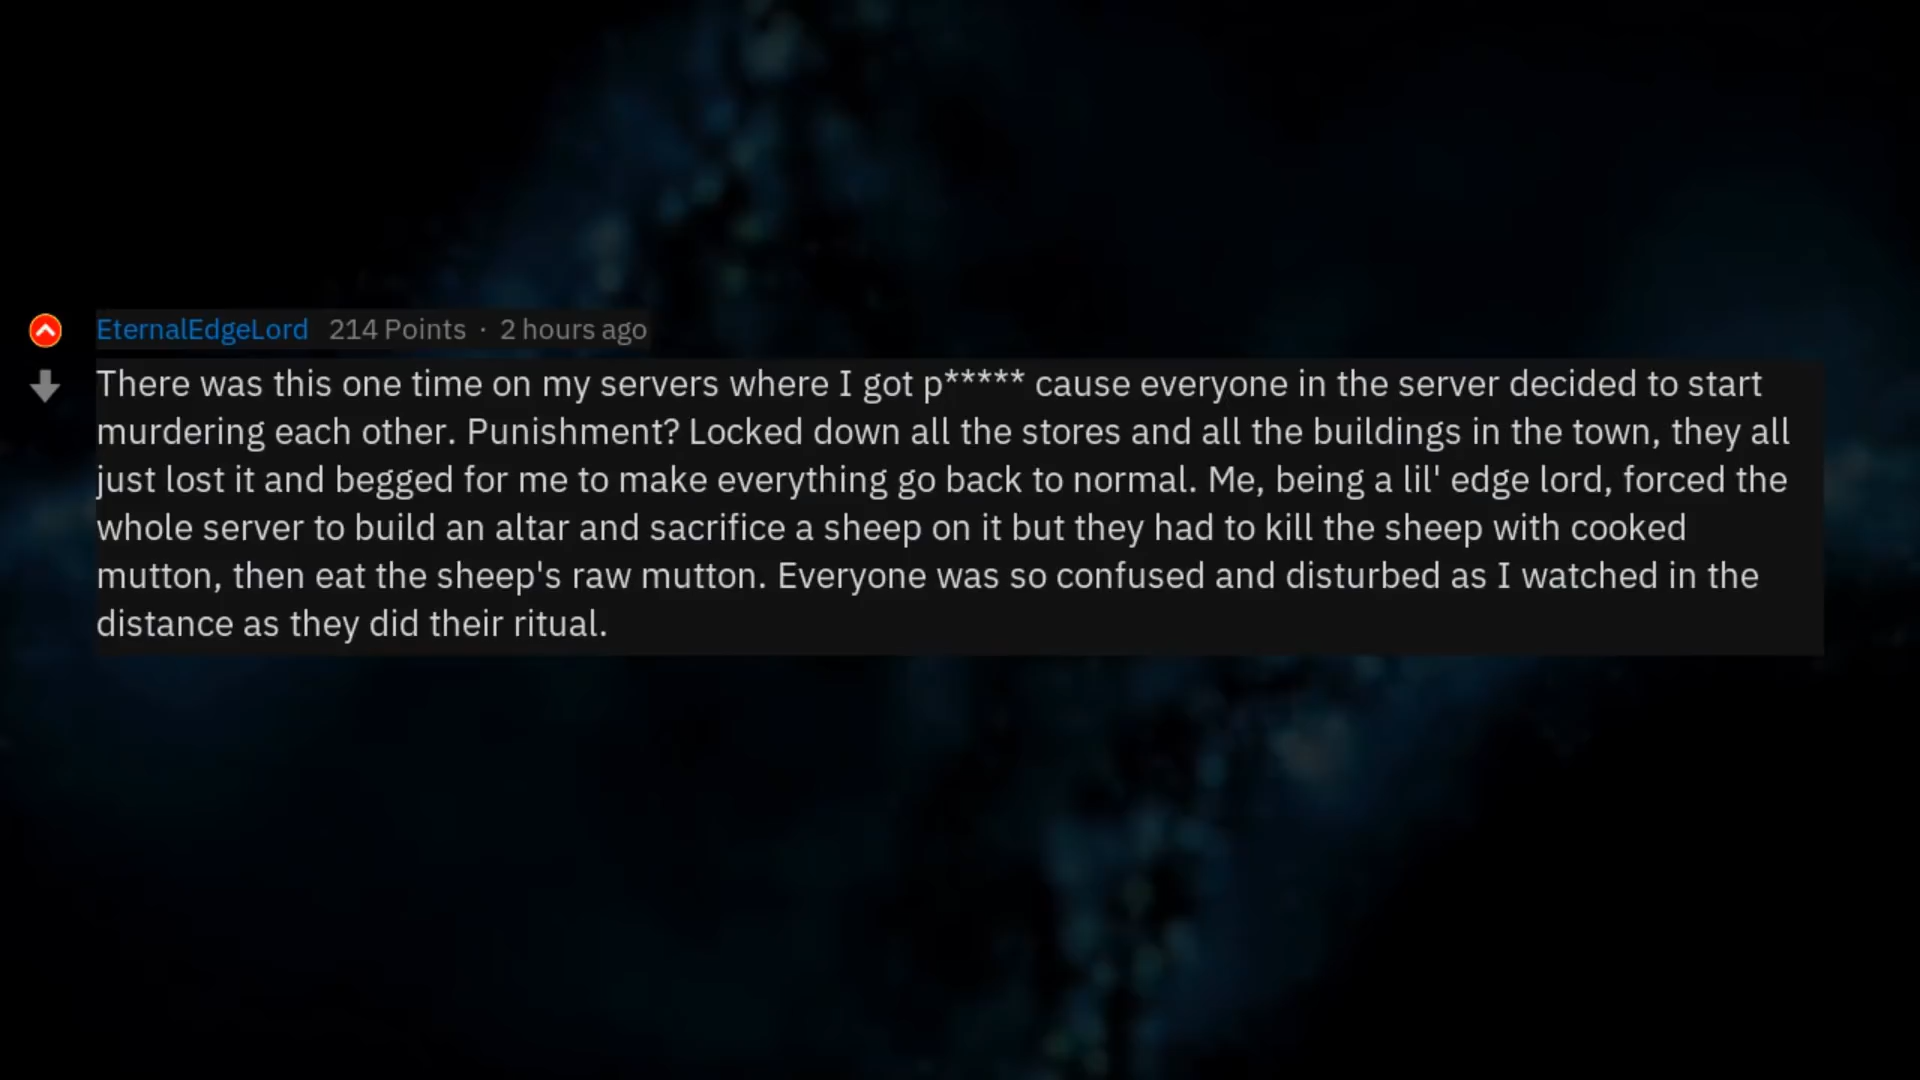 EternalEdgeLord 214 Points · 2 hours ago
There was this one time on my servers where I got p***** cause everyone in the server decided to start
murdering each other. Punishment? Locked down all the stores and all the buildings in the town, they all
just lost it and begged for me to make everything go back to normal. Me, being a lil' edge lord, forced the
whole server to build an altar and sacrifice a sheep on it but they had to kill the sheep with cooked
mutton, then eat the sheep's raw mutton. Everyone was so confused and disturbed as I watched in the
distance as they did their ritual.